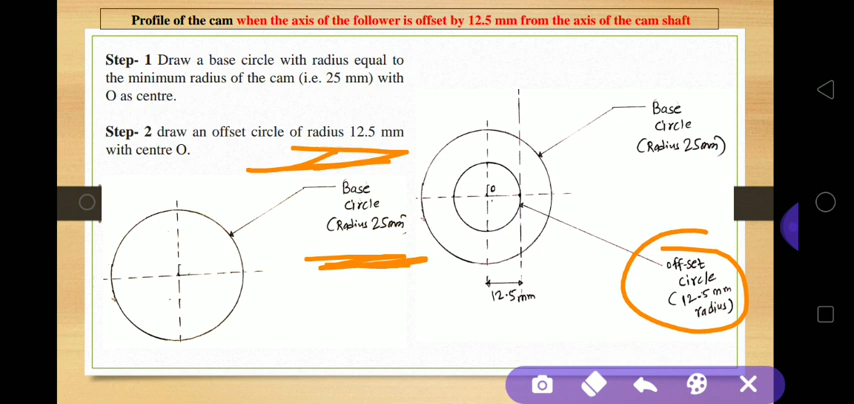 Profile of the cam when the axis of the follower is offset by 12.5 mm from the axis of the cam shaft
Step- 1 Draw a base circle with radius equal to
the minimum radius of the cam (i.e. 25 mm) with
O as centre.
Step- 2 draw an offset circle of radius 12.5 mm
with centre O.
Base
circle
(Radius 25mm)
Base
circle
(Radius 25mm)
O
off-set
circle
(12.5 mm
radius)
12.5mm